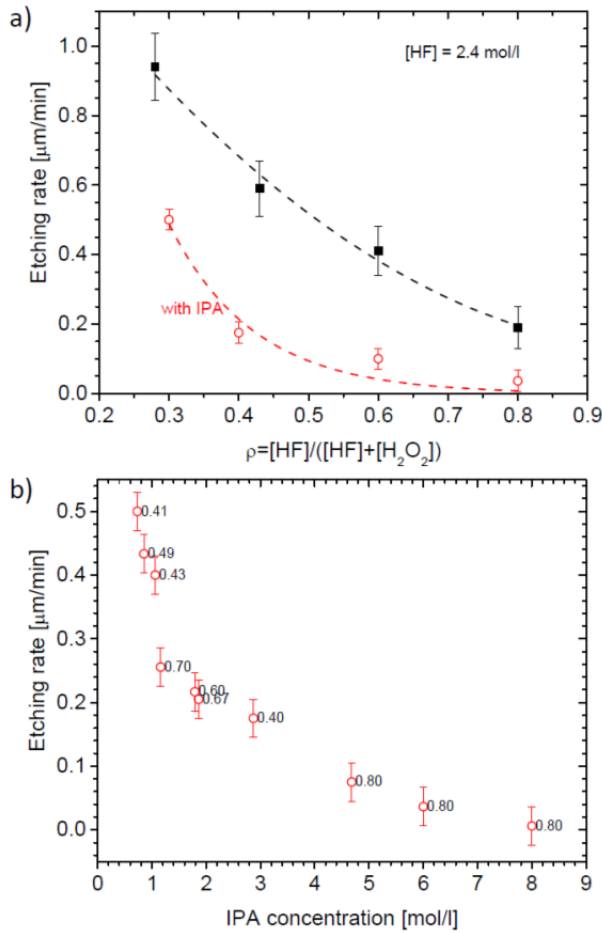 a)
[HF] = 2.4 mol/l
with IPA
Etching rate [μm/min]
1.0
0.8
0.6
0.4
0.2
0.0
0.2 0.3 0.4 0.5 0.6 0.7 0.8 0.9
ρ=[HF]/([HF]+[H₂O₂])
b)
Etching rate [μm/min]
0.5
0.4
0.3
0.2
0.1
0.0
0.41
0.49
0.43
0.70
0.60
0.67
0.40
0.80
0.80
0.80
0 1 2 3 4 5 6 7 8 9
IPA concentration [mol/l]